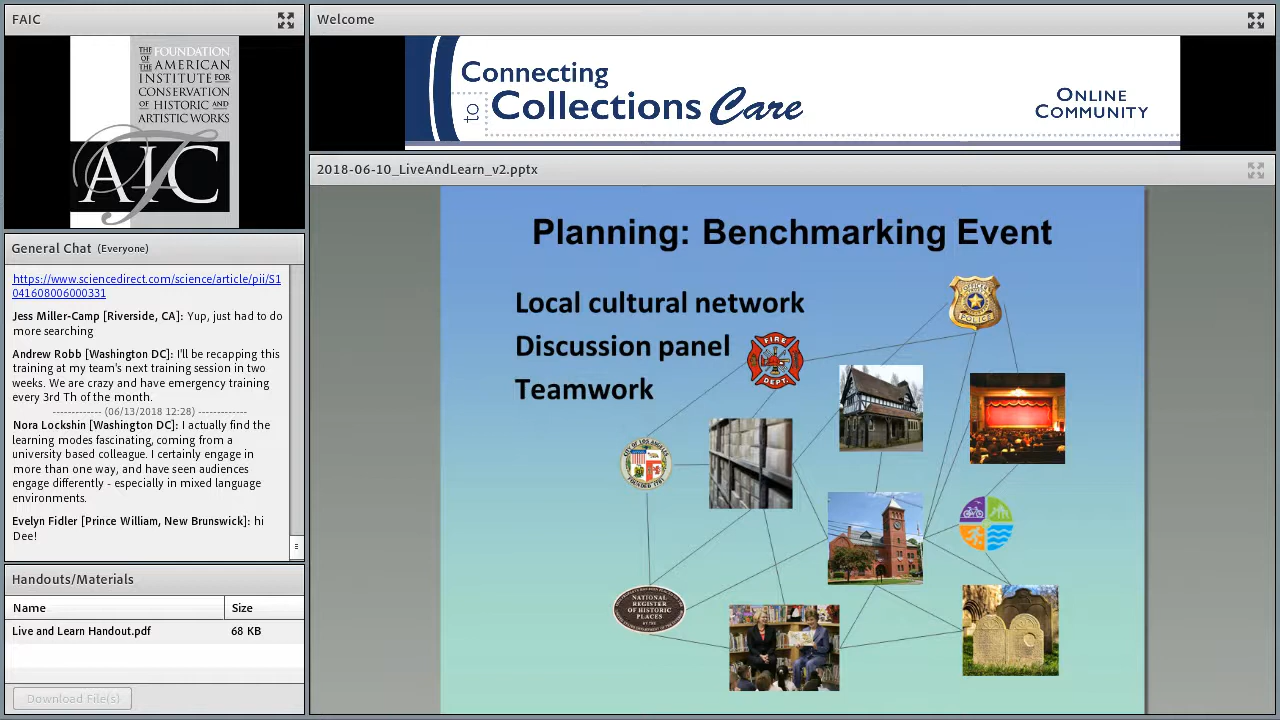 FAIC
THE
FOUNDATION
OF THE
AMERICAN
INSTITUTE FOR
CONSERVATION
OF HISTORIC AND
ARTISTIC WORKS
AIC
General Chat (Everyone)
https://www.sciencedirect.com/science/article/pii/S1
041608006000331
Jess Miller-Camp [Riverside, CA]: Yup, just had to do
more searching
Andrew Robb [Washington DC]: I'll be recapping this
training at my team's next training session in two
weeks. We are crazy and have emergency training
every 3rd Th of the month.
------------- (06/13/2018 12:28) -----------
Nora Lockshin [Washington DC]: I actually find the
learning modes fascinating, coming from a
university based colleague. I certainly engage in
more than one way, and have seen audiences
engage differently - especially in mixed language
environments.
Evelyn Fidler [Prince William, New Brunswick]: hi
Dee!
Handouts/Materials
Name Size
Live and Learn Handout.pdf 68 KB
Download File(s)
Welcome
Connecting
to Collections Care
ONLINE
COMMUNITY
2018-06-10_LiveAndLearn_v2.pptx
Planning: Benchmarking Event
Local cultural network
Discussion panel
Teamwork
FIRE
DEPT.
OFFICER
POLICE
CITY OF LOS ANGELES
FOUNDED 1781
NATIONAL
REGISTER
OF HISTORIC
PLACES